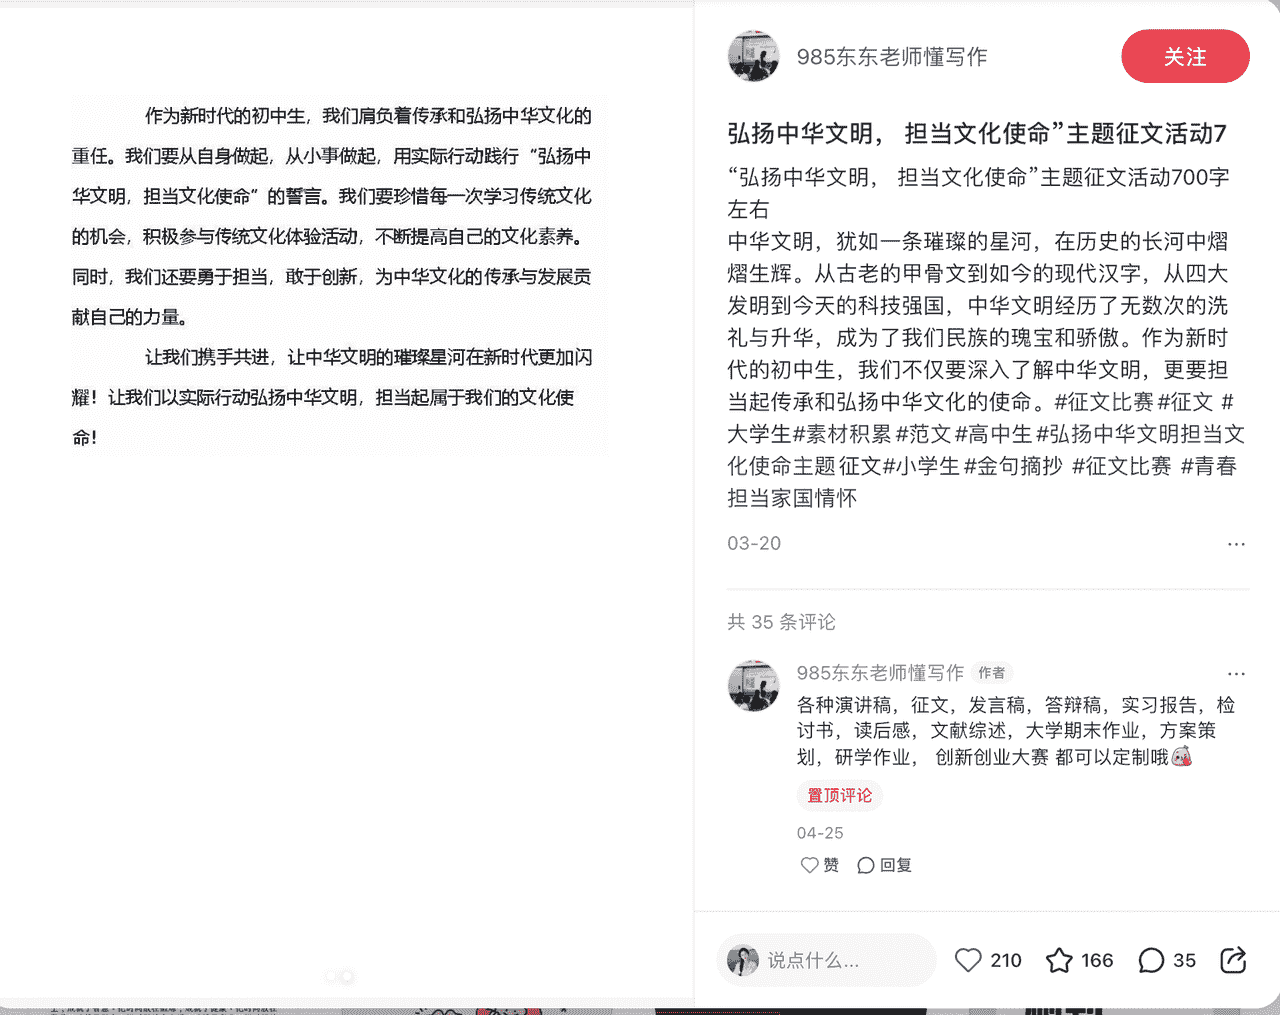 作为新时代的初中生，我们肩负着传承和弘扬中华文化的
重任。我们要从自身做起，从小事做起，用实际行动践行“弘扬中
华文明，担当文化使命”的誓言。我们要珍惜每一次学习传统文化
的机会，积极参与传统文化体验活动，不断提高自己的文化素养。
同时，我们还要勇于担当，敢于创新，为中华文化的传承与发展贡
献自己的力量。
让我们携手共进，让中华文明的璀璨星河在新时代更加闪
耀！让我们以实际行动弘扬中华文明，担当起属于我们的文化使
命！
985东东老师懂写作
关注
弘扬中华文明， 担当文化使命”主题征文活动7
“弘扬中华文明， 担当文化使命”主题征文活动700字
左右
中华文明，犹如一条璀璨的星河，在历史的长河中熠
熠生辉。从古老的甲骨文到如今的现代汉字，从四大
发明到今天的科技强国，中华文明经历了无数次的洗
礼与升华，成为了我们民族的瑰宝和骄傲。作为新时
代的初中生，我们不仅要深入了解中华文明，更要担
当起传承和弘扬中华文化的使命。#征文比赛#征文 #
大学生#素材积累#范文#高中生#弘扬中华文明担当文
化使命主题征文#小学生#金句摘抄 #征文比赛 #青春
担当家国情怀
03-20
共 35 条评论
985东东老师懂写作 作者
各种演讲稿，征文，发言稿，答辩稿，实习报告，检
讨书，读后感，文献综述，大学期末作业，方案策
划，研学作业， 创新创业大赛 都可以定制哦
置顶评论
04-25
赞 回复
说点什么... 210 166 35